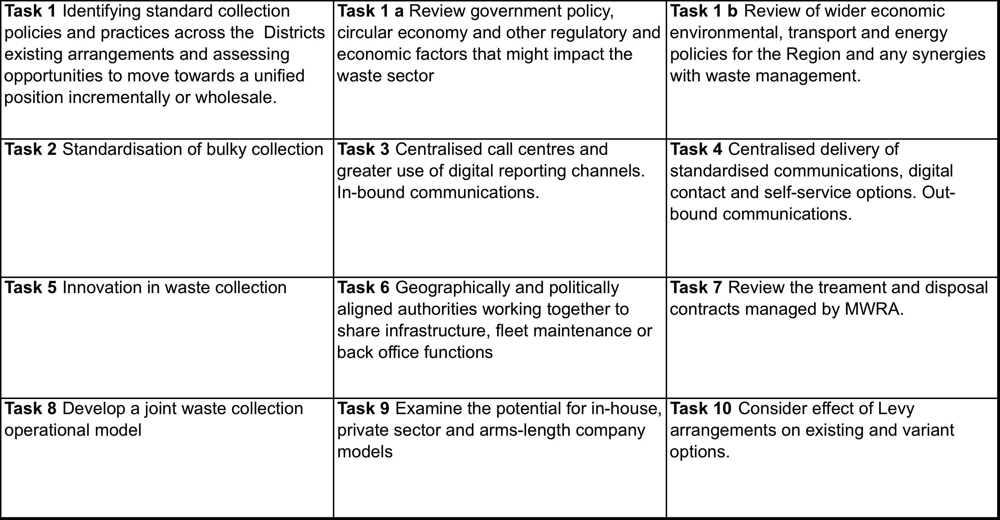 Task 1 Identifying standard collection
policies and practices across the  Districts
existing arrangements and assessing
opportunities to move towards a unified
position incrementally or wholesale.
Task 1 a Review government policy,
circular economy and other regulatory and
economic factors that might impact the
waste sector
Task 1 b Review of wider economic
environmental, transport and energy
policies for the Region and any synergies
with waste management.
Task 2 Standardisation of bulky collection
Task 3 Centralised call centres and
greater use of digital reporting channels.
In-bound communications.
Task 4 Centralised delivery of
standardised communications, digital
contact and self-service options. Out-
bound communications.
Task 5 Innovation in waste collection
Task 6 Geographically and politically
aligned authorities working together to
share infrastructure, fleet maintenance or
back office functions
Task 7 Review the treament and disposal
contracts managed by MWRA.
Task 8 Develop a joint waste collection
operational model
Task 9 Examine the potential for in-house,
private sector and arms-length company
models
Task 10 Consider effect of Levy
arrangements on existing and variant
options.